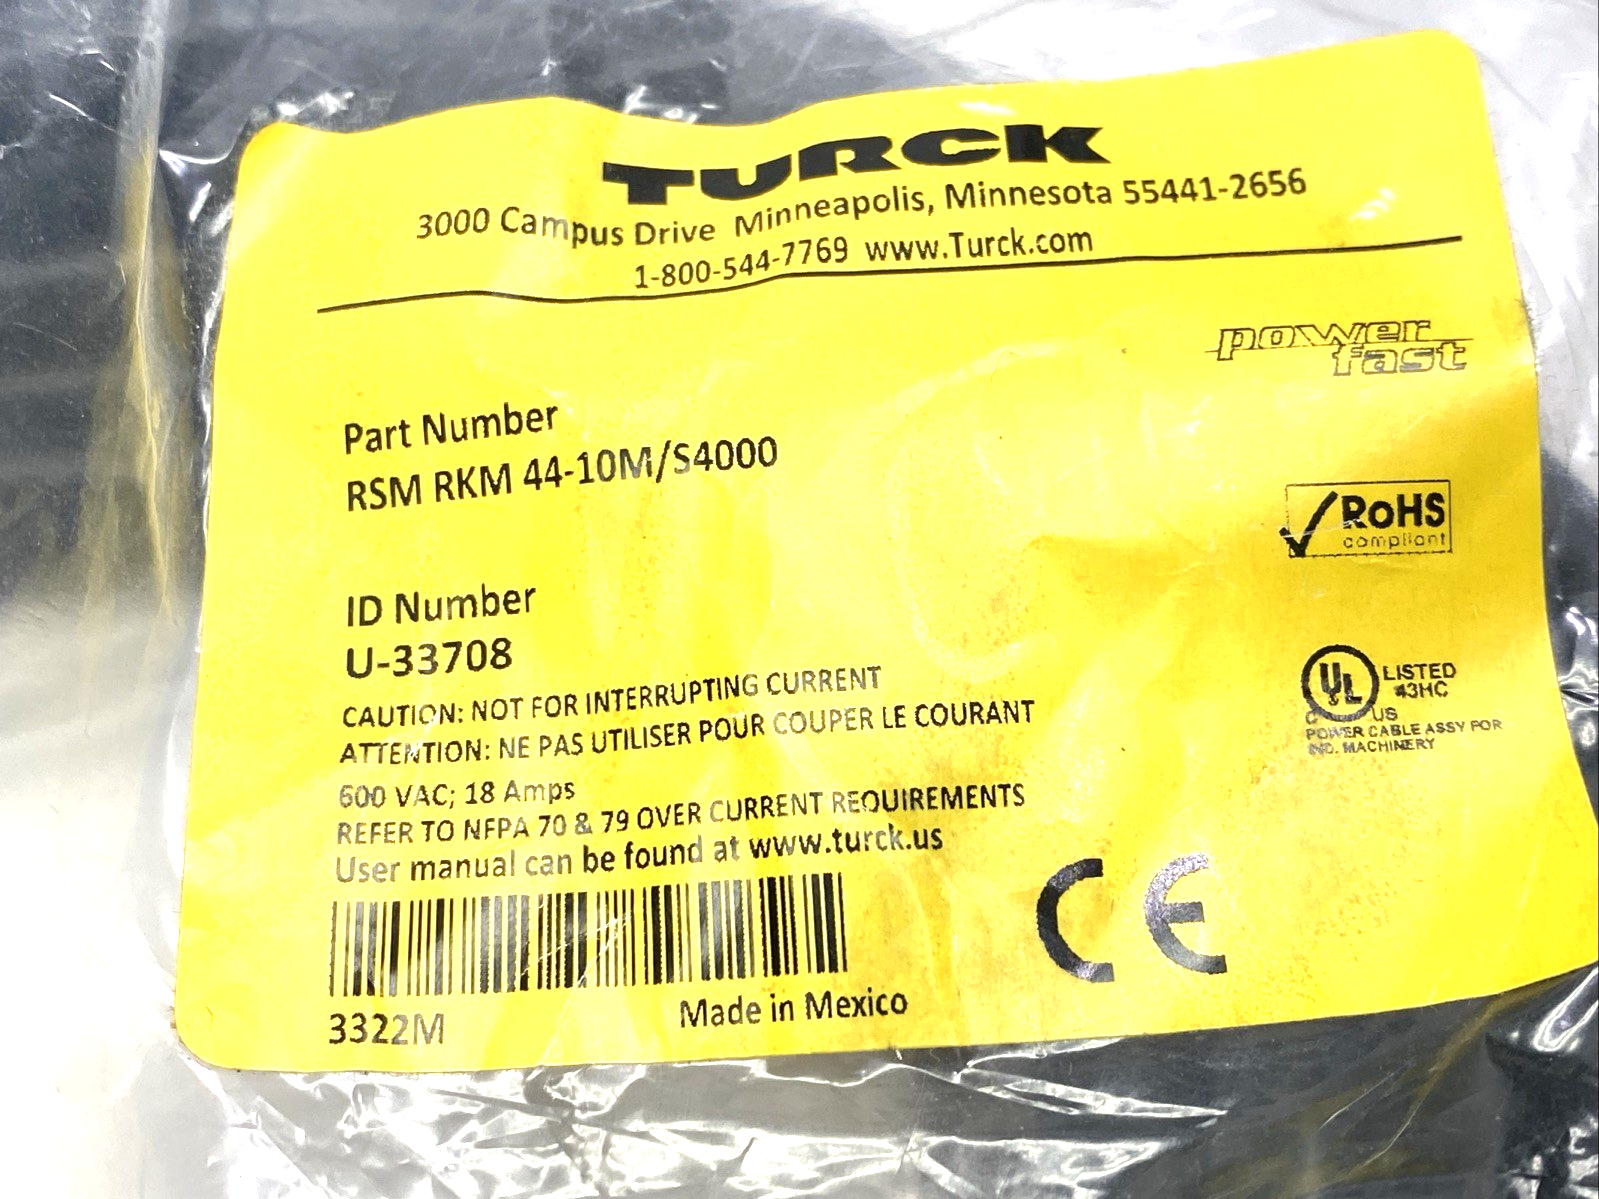 TURCK
3000 Campus Drive Minneapolis, Minnesota 55441-2656
1-800-544-7769 www.Turck.com
power
fast
Part Number
RSM RKM 44-10M/S4000
RoHS
compliant
ID Number
U-33708
CAUTION: NOT FOR INTERRUPTING CURRENT
ATTENTION: NE PAS UTILISER POUR COUPER LE COURANT
600 VAC; 18 Amps
REFER TO NFPA 70 & 79 OVER CURRENT REQUIREMENTS
User manual can be found at www.turck.us
UL LISTED
43HC
C US
POWER CABLE ASSY FOR
IND. MACHINERY
CE
3322M
Made in Mexico